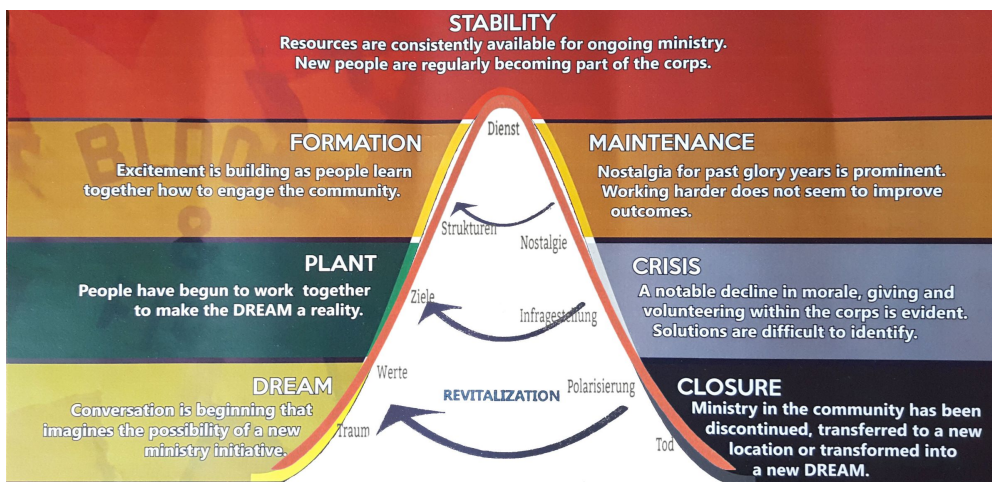 STABILITY
Resources are consistently available for ongoing ministry.
New people are regularly becoming part of the corps.
Dienst
FORMATION
Excitement is building as people learn
together how to engage the community.
MAINTENANCE
Nostalgia for past glory years is prominent.
Working harder does not seem to improve
outcomes.
Strukturen
Nostalgie
PLANT
People have begun to work together
to make the DREAM a reality.
Ziele
Infragestellung
CRISIS
A notable decline in morale, giving and
volunteering within the corps is evident.
Solutions are difficult to identify.
DREAM
Conversation is beginning that
imagines the possibility of a new
ministry initiative.
Werte
Traum
REVITALIZATION
Polarisierung
Tod
CLOSURE
Ministry in the community has been
discontinued, transferred to a new
location or transformed into
a new DREAM.